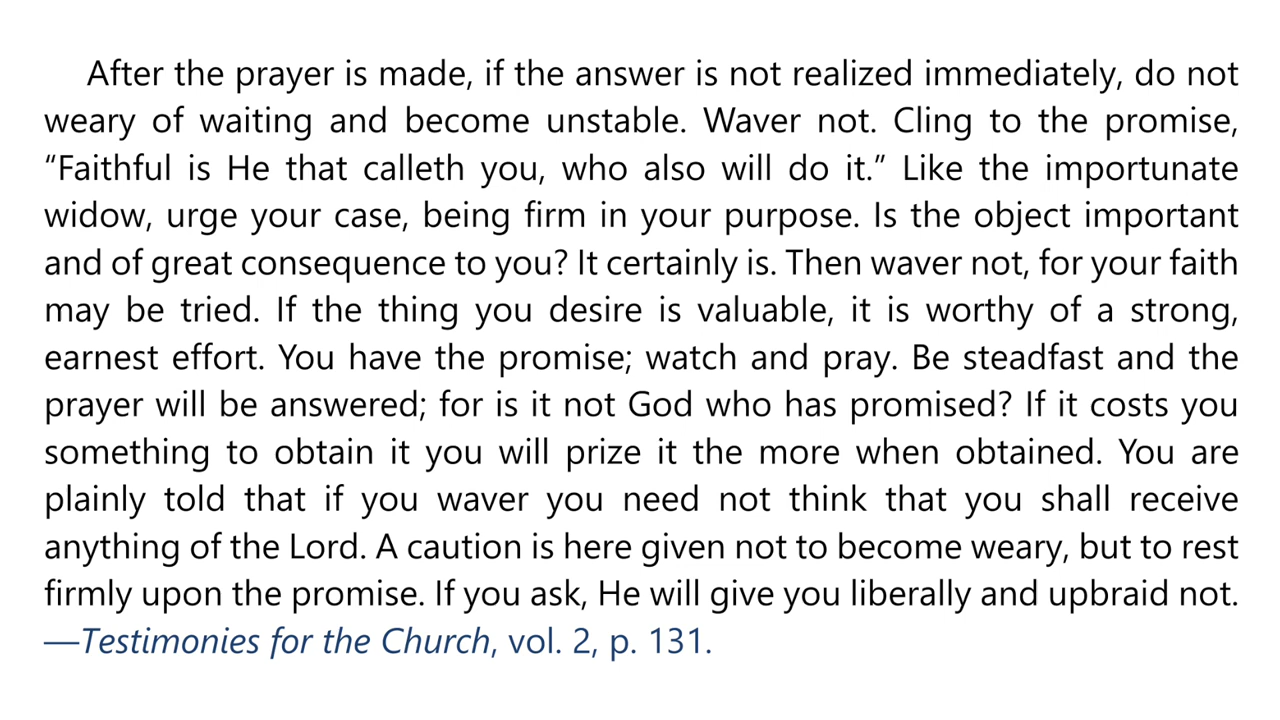 After the prayer is made, if the answer is not realized immediately, do not
weary of waiting and become unstable. Waver not. Cling to the promise,
“Faithful is He that calleth you, who also will do it.” Like the importunate
widow, urge your case, being firm in your purpose. Is the object important
and of great consequence to you? It certainly is. Then waver not, for your faith
may be tried. If the thing you desire is valuable, it is worthy of a strong,
earnest effort. You have the promise; watch and pray. Be steadfast and the
prayer will be answered; for is it not God who has promised? If it costs you
something to obtain it you will prize it the more when obtained. You are
plainly told that if you waver you need not think that you shall receive
anything of the Lord. A caution is here given not to become weary, but to rest
firmly upon the promise. If you ask, He will give you liberally and upbraid not.
—Testimonies for the Church, vol. 2, p. 131.